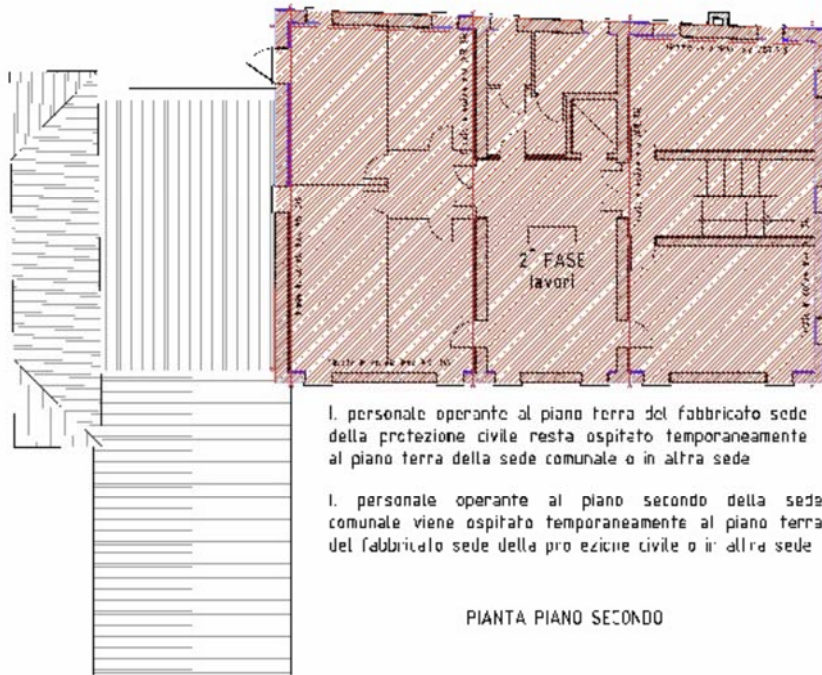 2^ FASE
lavori
I. personale operante al piano terra del fabbricato sede
della protezione civile resta ospitato temporaneamente
al piano terra della sede comunale o in altra sede
I. personale operante al piano secondo della sede
comunale viene ospitato temporaneamente al piano terra
del fabbricato sede della pro ezione civile o in altra sede
PIANTA PIANO SECONDO